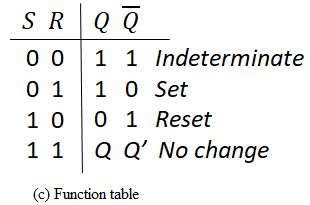 S R Q Q̅
0 0 1 1 Indeterminate
0 1 1 0 Set
1 0 0 1 Reset
1 1 Q Q’ No change
(c) Function table